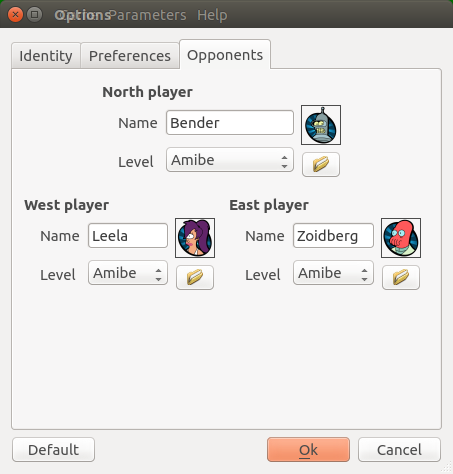 Options Parameters Help
Identity Preferences Opponents
North player
Name Bender
Level Amibe
West player East player
Name Leela Name Zoidberg
Level Amibe Level Amibe
Default Ok Cancel